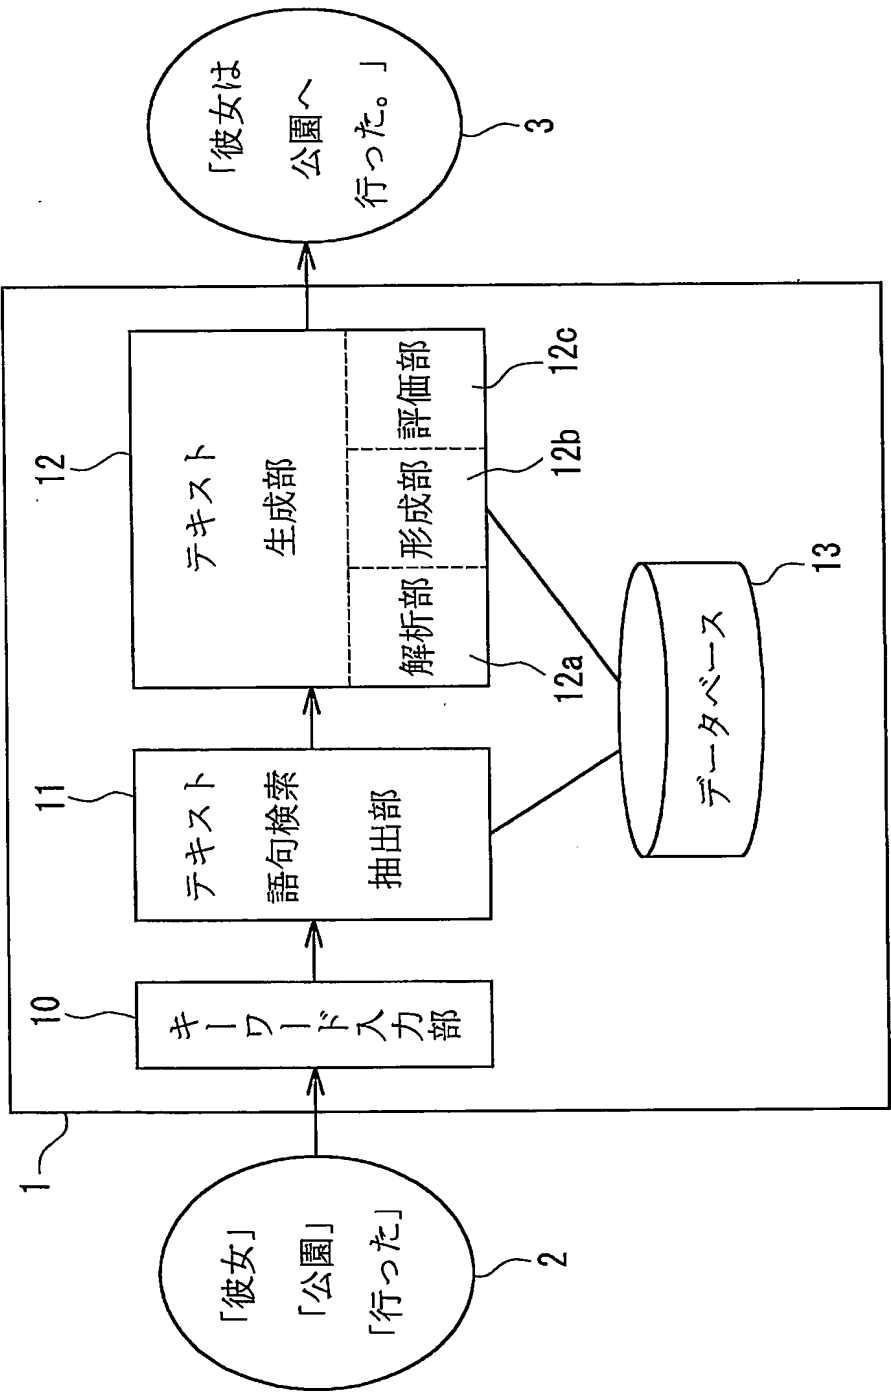 1
2
「彼女」
「公園」
「行った」
10
キーワード入力部
11
テキスト
語句検索
抽出部
12
テキスト
生成部
解析部
形成部
評価部
12a
12b
12c
13
データベース
3
「彼女は
公園へ
行った。」